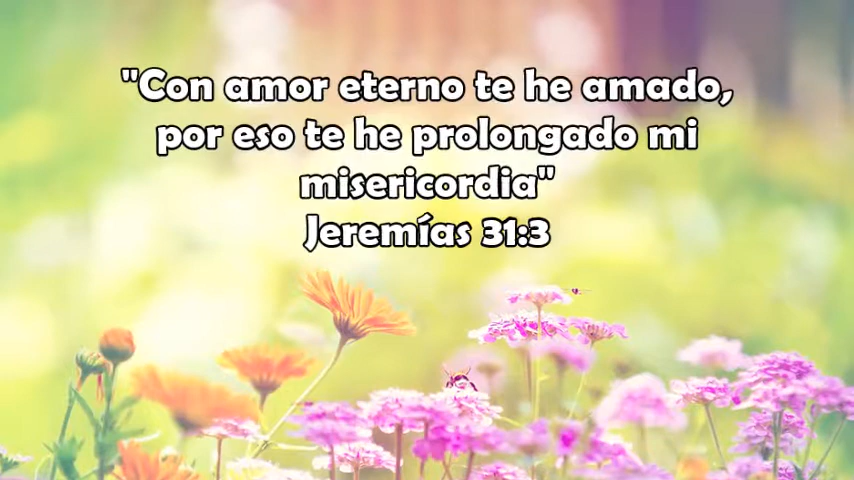 "Con amor eterno te he amado,
por eso te he prolongado mi
misericordia"
Jeremías 31:3